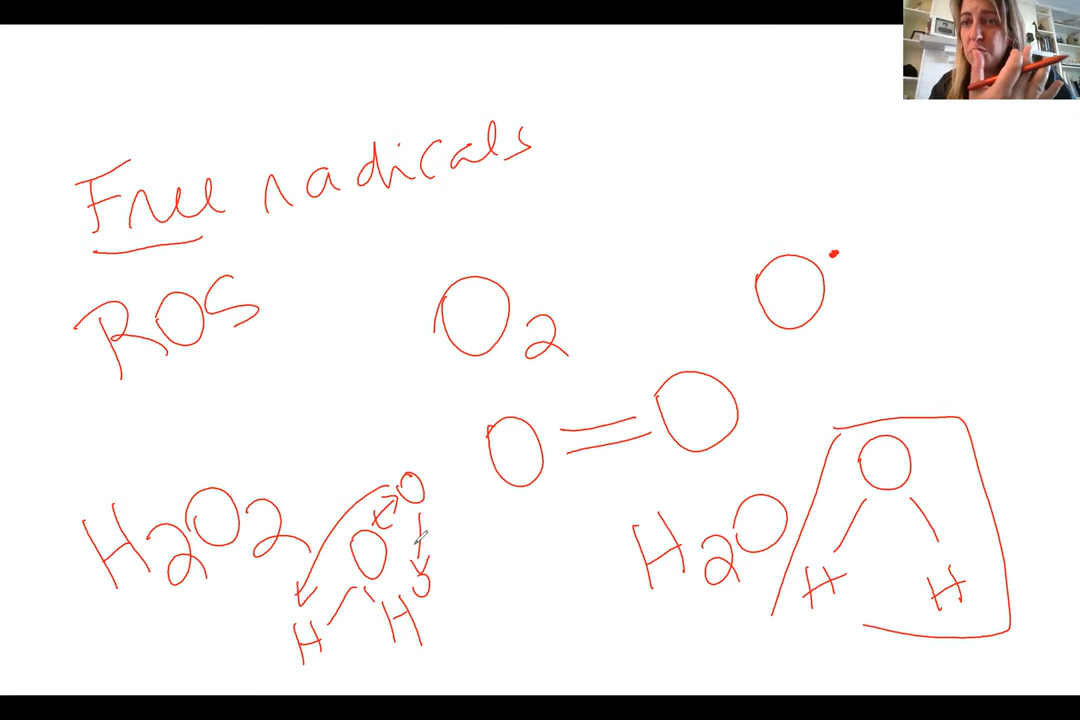 Free radicals
ROS
O2
O•
O=O
H2O2
O
O
H H
H2O
O
H H